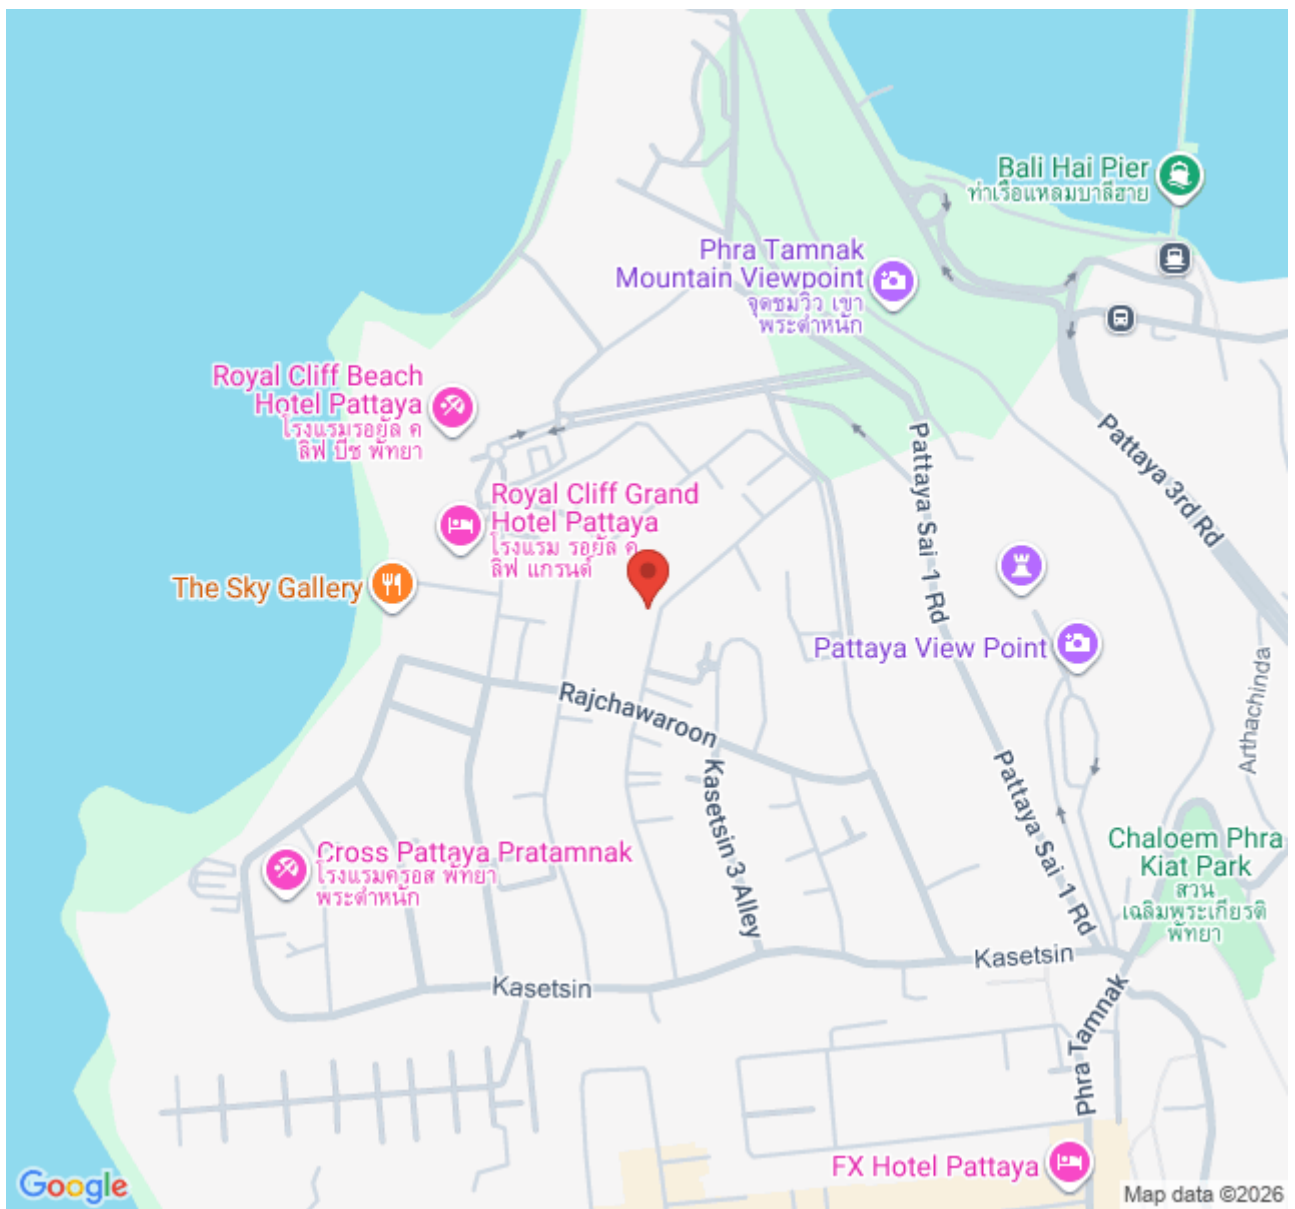 Bali Hai Pier
ท่าเรือแหลมบาลีฮาย
Phra Tamnak
Mountain Viewpoint
จุดชมวิว เขา
พระตำหนัก
Royal Cliff Beach
Hotel Pattaya
โรงแรมรอยัล ค
ลิฟ บีช พัทยา
Pattaya Sai 1 Rd
Pattaya 3rd Rd
Royal Cliff Grand
Hotel Pattaya
โรงแรม รอยัล ค
ลิฟ แกรนด์
The Sky Gallery
Pattaya View Point
Arthachinda
Rajchawaroon
Kasetsin 3 Alley
Pattaya Sai 1 Rd
Chaloem Phra
Kiat Park
สวน
เฉลิมพระเกียรติ
พัทยา
Cross Pattaya Pratamnak
โรงแรมครอส พัทยา
พระตำหนัก
Kasetsin
Kasetsin
Phra Tamnak
FX Hotel Pattaya
Google
Map data ©2026